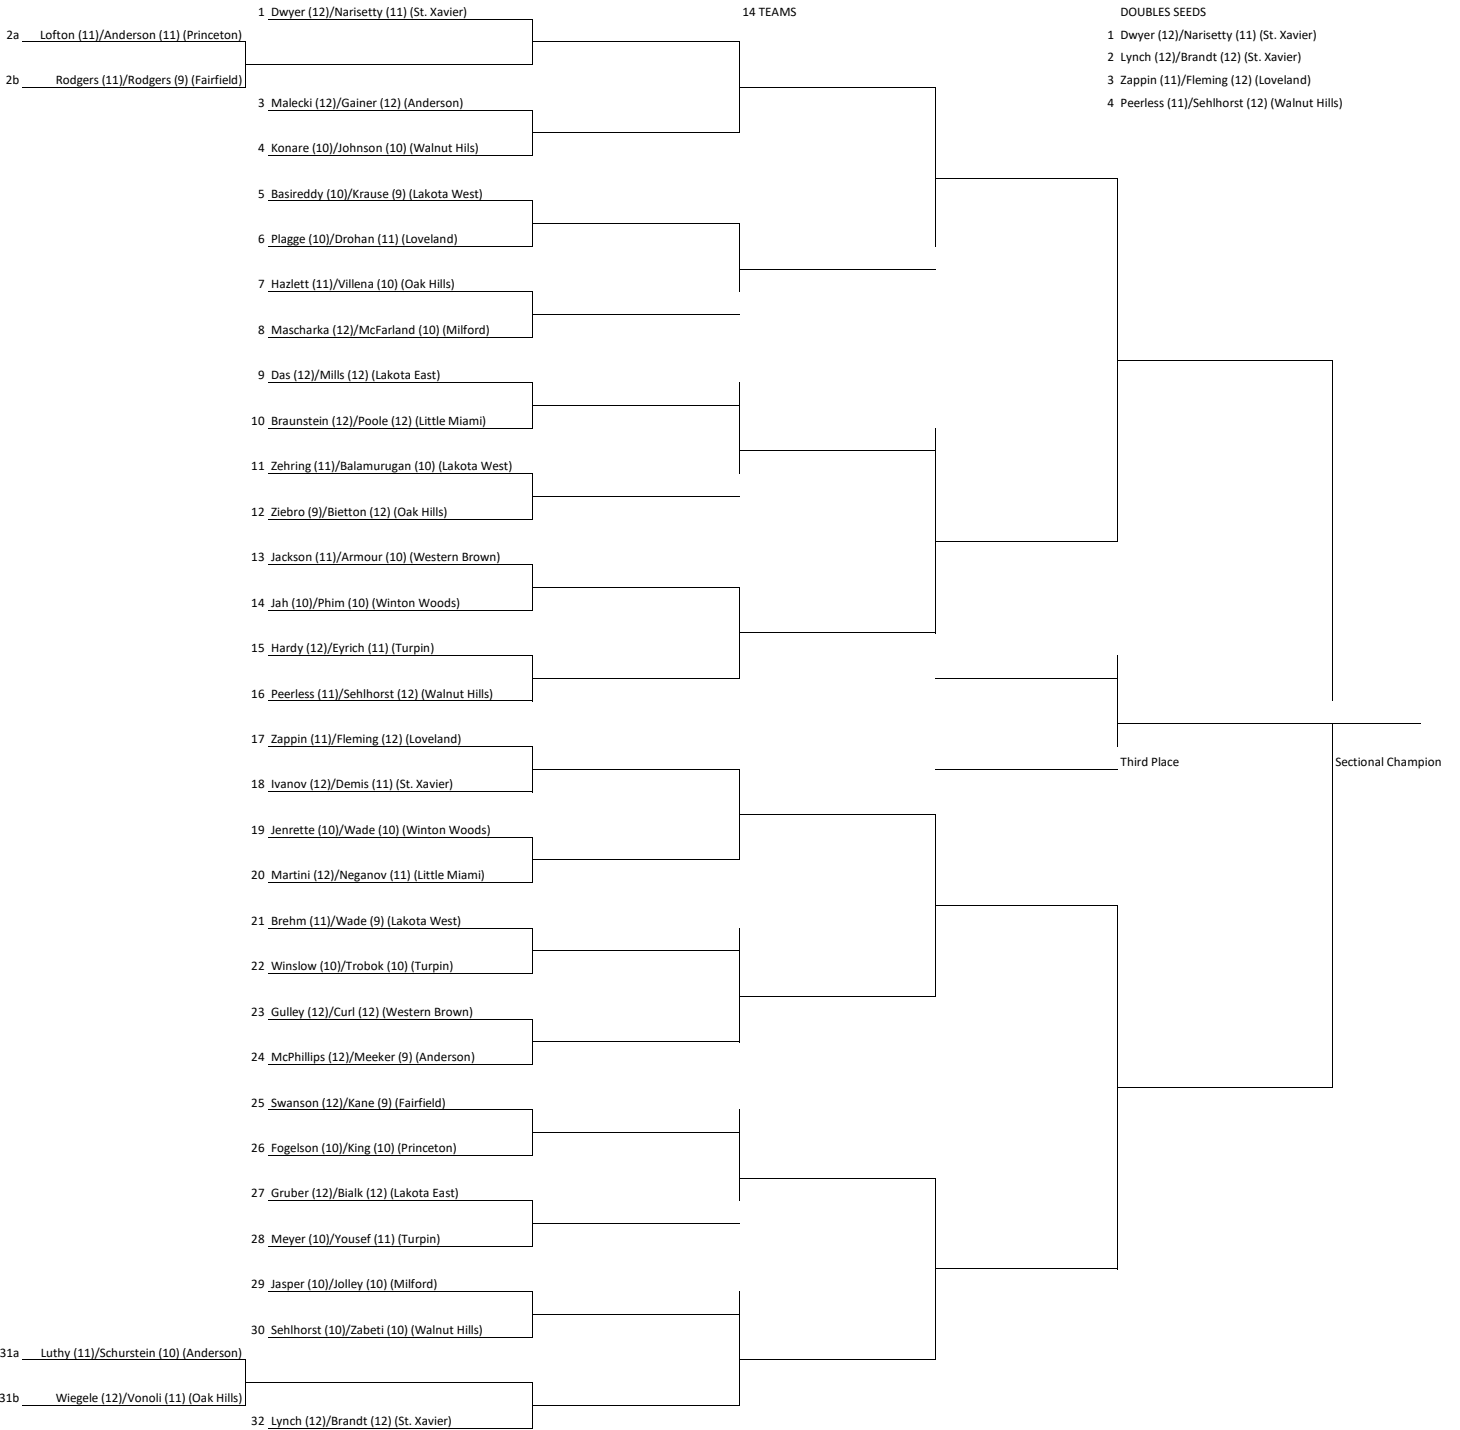 1 Dwyer (12)/Narisetty (11) (St. Xavier)
14 TEAMS
DOUBLES SEEDS
2a Lofton (11)/Anderson (11) (Princeton)
1 Dwyer (12)/Narisetty (11) (St. Xavier)
2 Lynch (12)/Brandt (12) (St. Xavier)
2b Rodgers (11)/Rodgers (9) (Fairfield)
3 Zappin (11)/Fleming (12) (Loveland)
3 Malecki (12)/Gainer (12) (Anderson)
4 Peerless (11)/Sehlhorst (12) (Walnut Hills)
4 Konare (10)/Johnson (10) (Walnut Hils)
5 Basireddy (10)/Krause (9) (Lakota West)
6 Plagge (10)/Drohan (11) (Loveland)
7 Hazlett (11)/Villena (10) (Oak Hills)
8 Mascharka (12)/McFarland (10) (Milford)
9 Das (12)/Mills (12) (Lakota East)
10 Braunstein (12)/Poole (12) (Little Miami)
11 Zehring (11)/Balamurugan (10) (Lakota West)
12 Ziebro (9)/Bietton (12) (Oak Hills)
13 Jackson (11)/Armour (10) (Western Brown)
14 Jah (10)/Phim (10) (Winton Woods)
15 Hardy (12)/Eyrich (11) (Turpin)
16 Peerless (11)/Sehlhorst (12) (Walnut Hills)
17 Zappin (11)/Fleming (12) (Loveland)
Third Place
Sectional Champion
18 Ivanov (12)/Demis (11) (St. Xavier)
19 Jenrette (10)/Wade (10) (Winton Woods)
20 Martini (12)/Neganov (11) (Little Miami)
21 Brehm (11)/Wade (9) (Lakota West)
22 Winslow (10)/Trobok (10) (Turpin)
23 Gulley (12)/Curl (12) (Western Brown)
24 McPhillips (12)/Meeker (9) (Anderson)
25 Swanson (12)/Kane (9) (Fairfield)
26 Fogelson (10)/King (10) (Princeton)
27 Gruber (12)/Bialk (12) (Lakota East)
28 Meyer (10)/Yousef (11) (Turpin)
29 Jasper (10)/Jolley (10) (Milford)
30 Sehlhorst (10)/Zabeti (10) (Walnut Hills)
31a Luthy (11)/Schurstein (10) (Anderson)
31b Wiegele (12)/Vonoli (11) (Oak Hills)
32 Lynch (12)/Brandt (12) (St. Xavier)